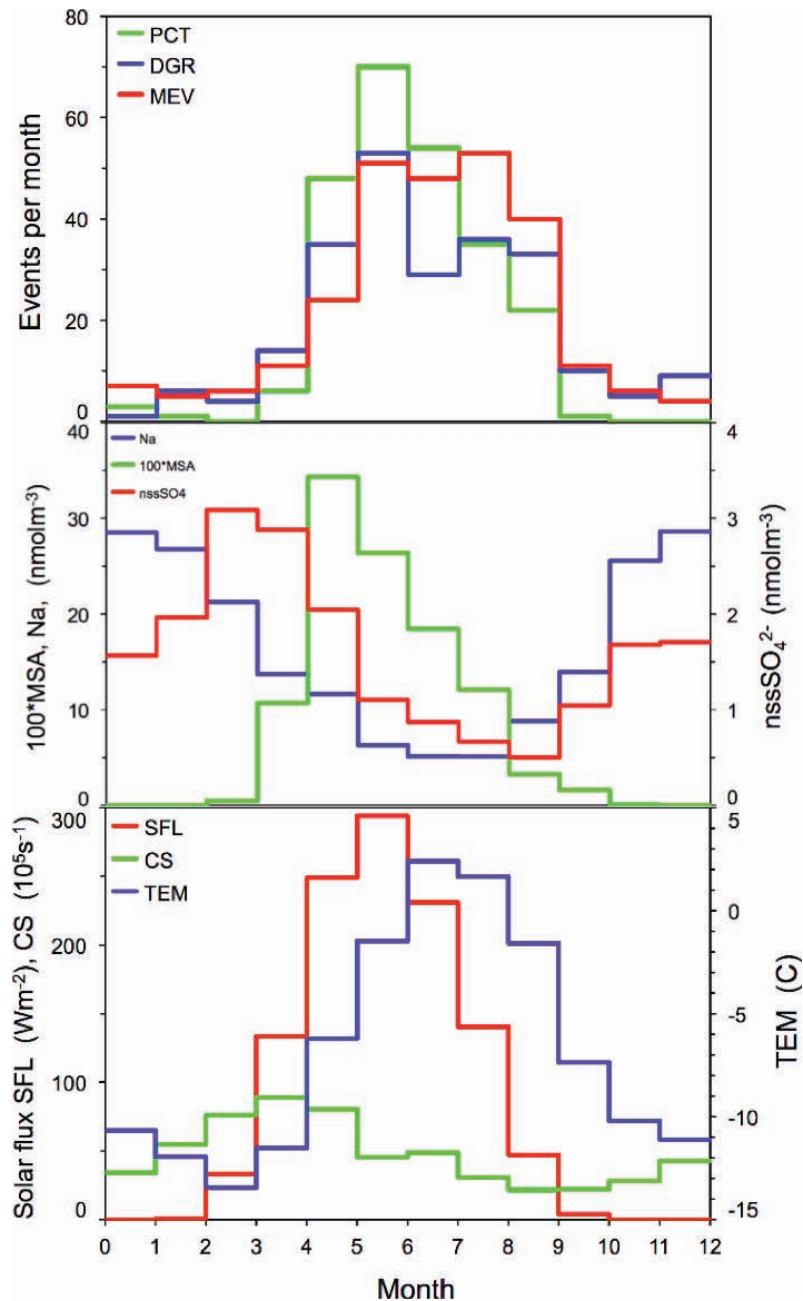 80
60
40
20
0
Events per month
PCT
DGR
MEV
40
30
20
10
0
100*MSA, Na, (nmolm-3)
Na
100*MSA
nssSO4
4
3
2
1
0
nssSO42- (nmolm-3)
300
200
100
0
Solar flux SFL (Wm-2), CS (105s-1)
SFL
CS
TEM
5
0
-5
-10
-15
TEM (C)
0 1 2 3 4 5 6 7 8 9 10 11 12
Month